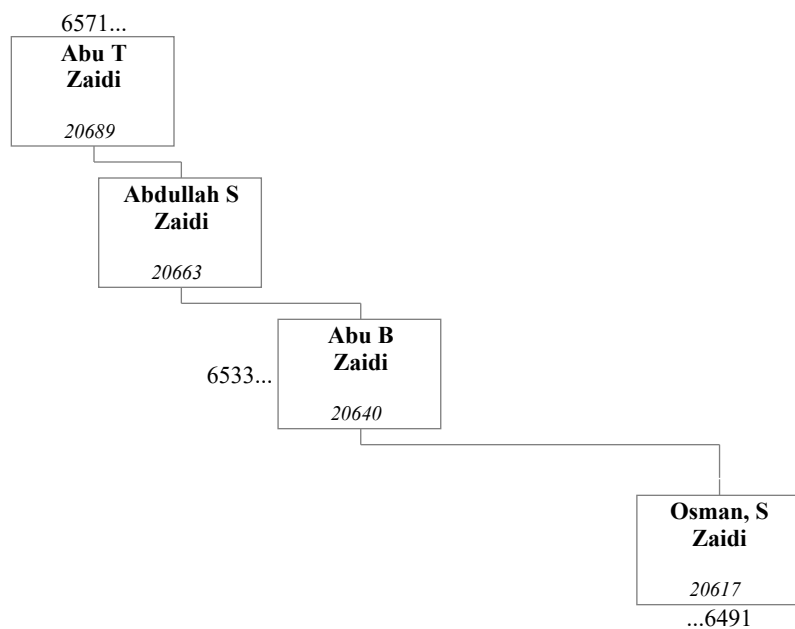 6571...
Abu T
Zaidi
20689
Abdullah S
Zaidi
20663
Abu B
Zaidi
6533...
20640
Osman, S
Zaidi
20617
...6491